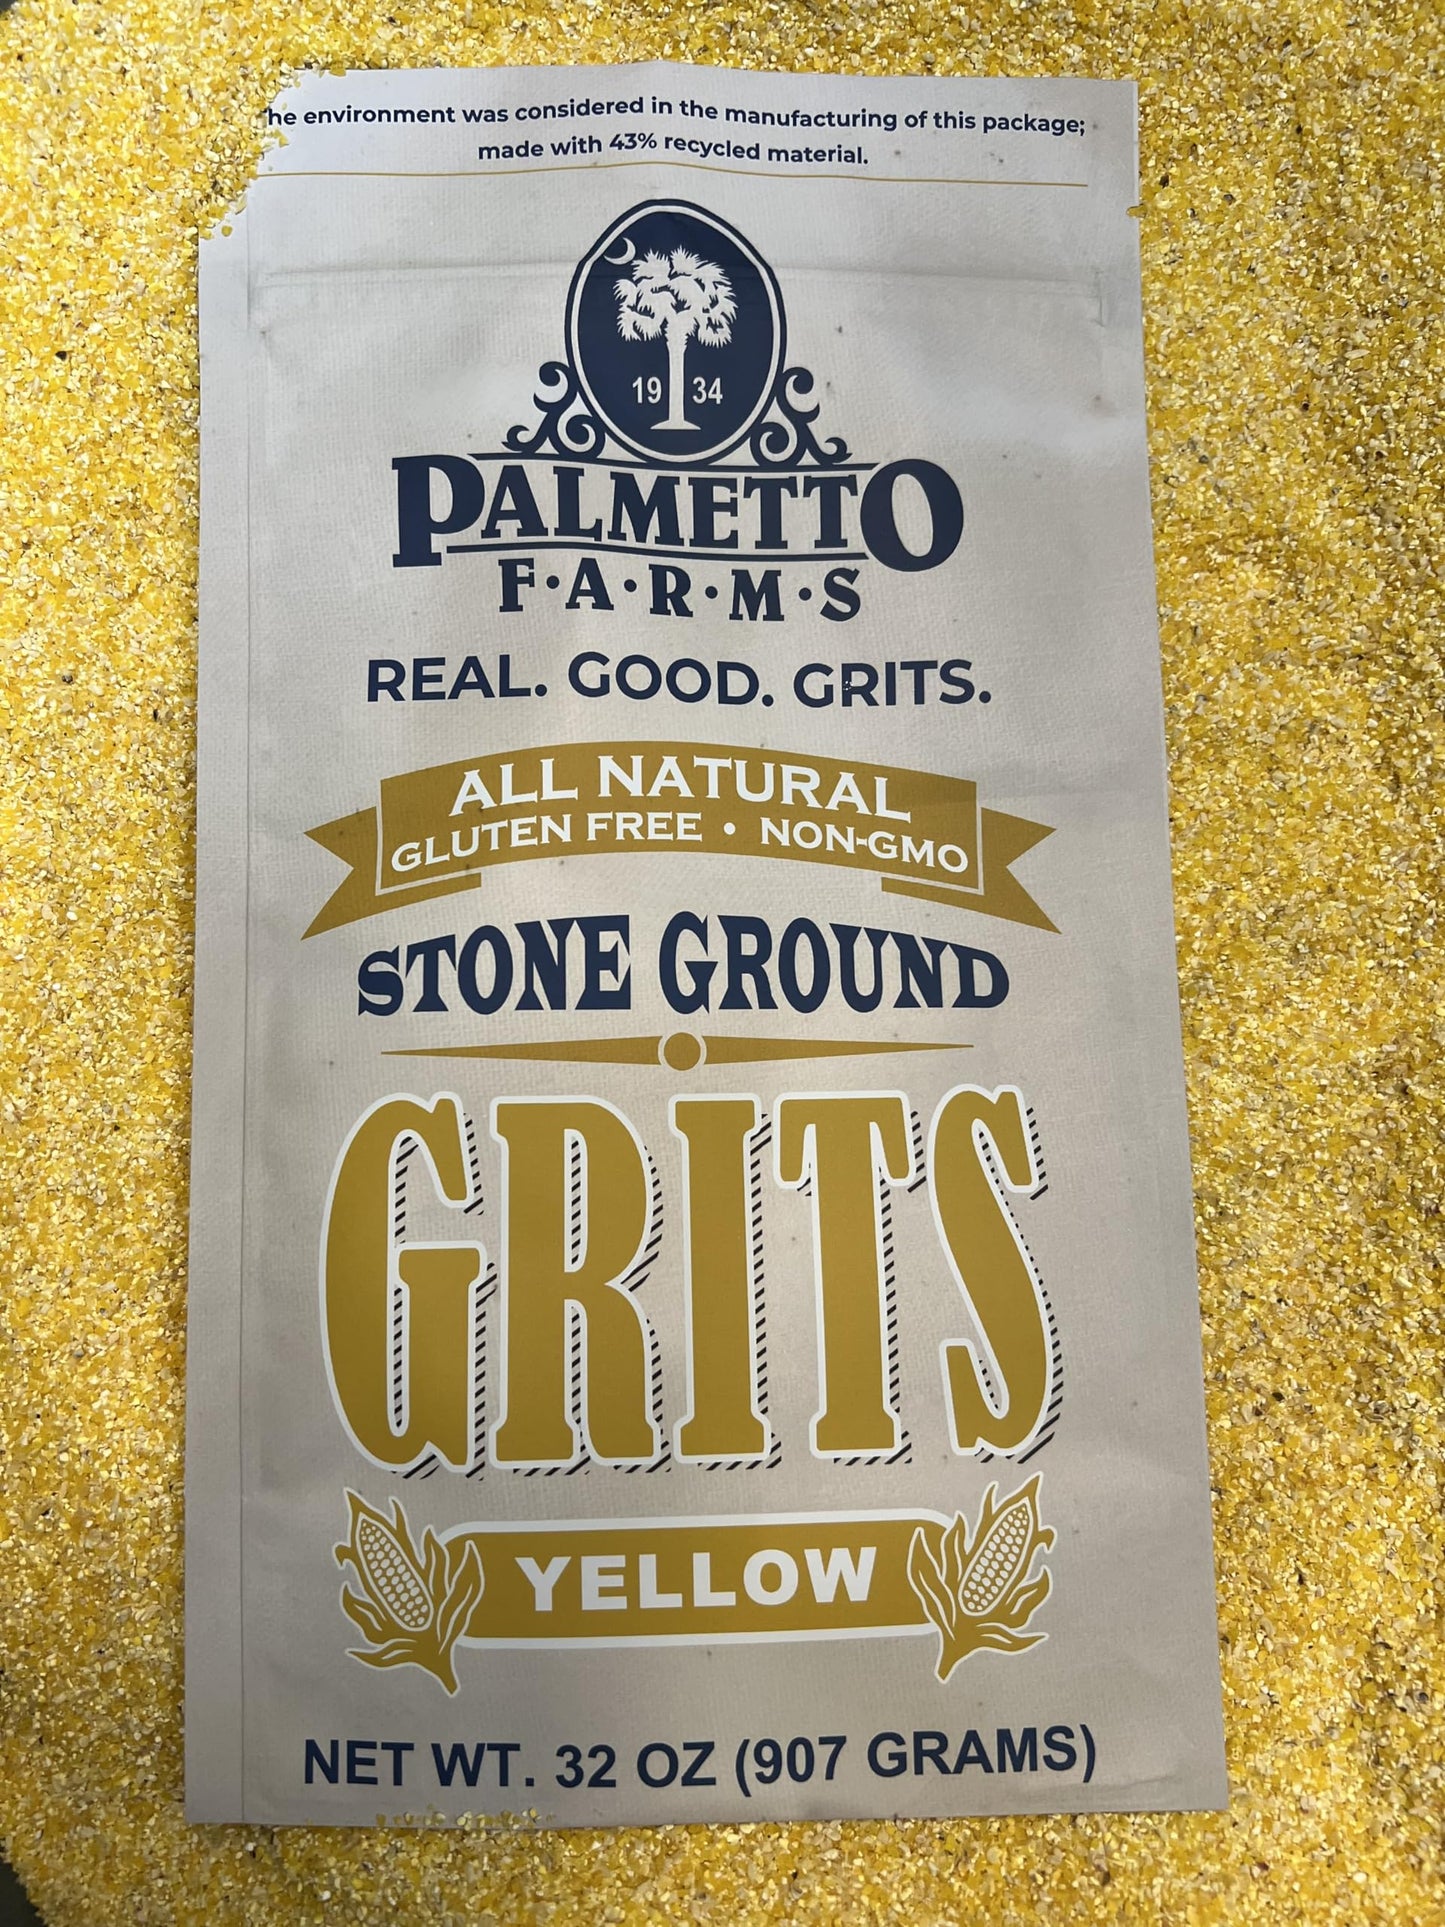 he environment was considered in the manufacturing of this package;
made with 43% recycled material.
19 34
PALMETTO
F·A·R·M·S
REAL. GOOD. GRITS.
ALL NATURAL
GLUTEN FREE • NON-GMO
STONE GROUND
GRITS
YELLOW
NET WT. 32 OZ (907 GRAMS)